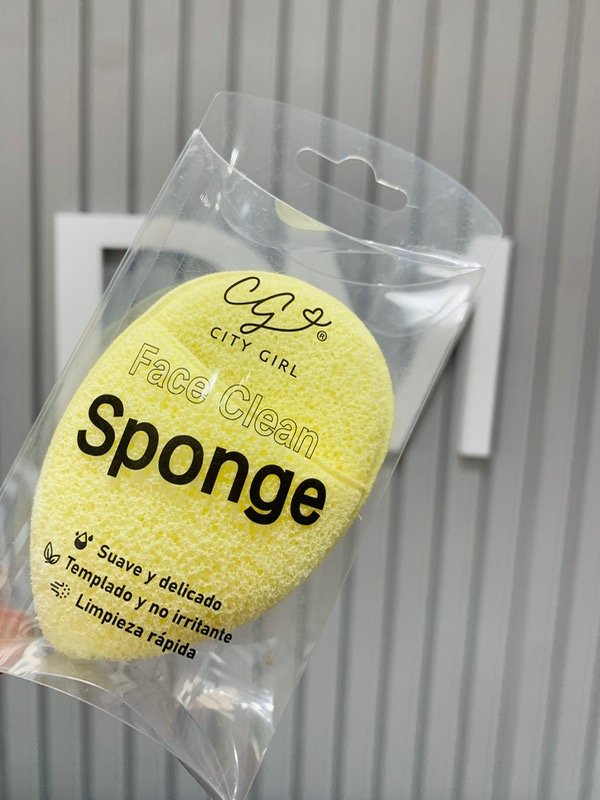 CG®
CITY GIRL
Face Clean
Sponge
Suave y delicado
Templado y no irritante
Limpieza rápida